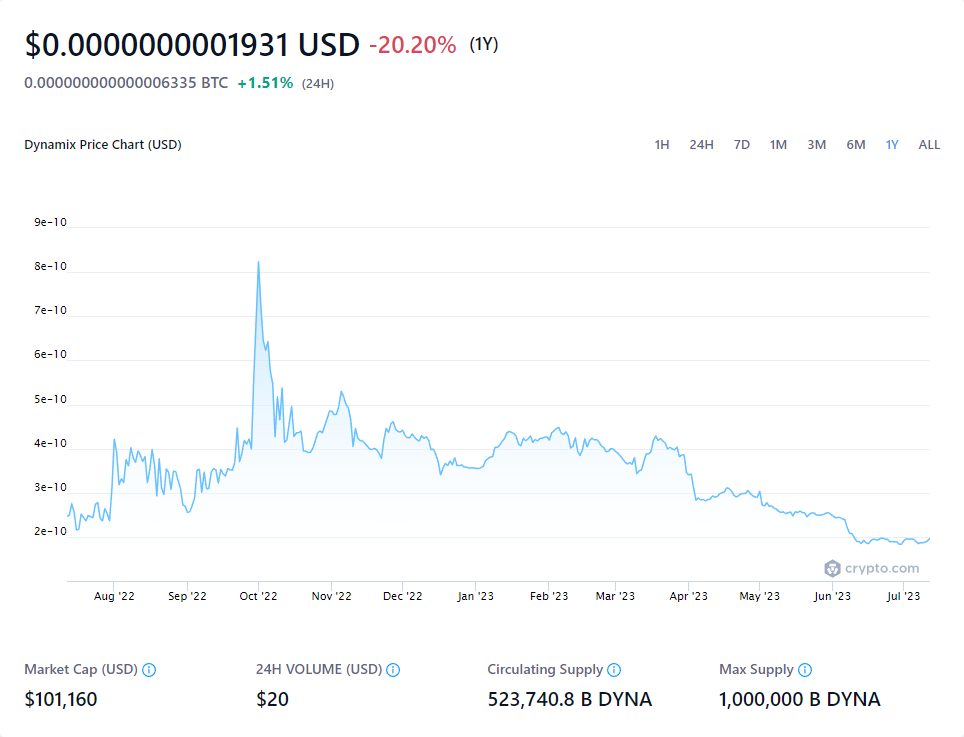 $0.0000000001931 USD -20.20% (1Y)
0.000000000000006335 BTC +1.51% (24H)
Dynamix Price Chart (USD) 1H 24H 7D 1M 3M 6M 1Y ALL
9e-10
8e-10
7e-10
6e-10
5e-10
4e-10
3e-10
2e-10
crypto.com
Aug '22 Sep '22 Oct '22 Nov '22 Dec '22 Jan '23 Feb '23 Mar '23 Apr '23 May '23 Jun '23 Jul '23
Market Cap (USD) 24H VOLUME (USD) Circulating Supply Max Supply
$101,160 $20 523,740.8 B DYNA 1,000,000 B DYNA